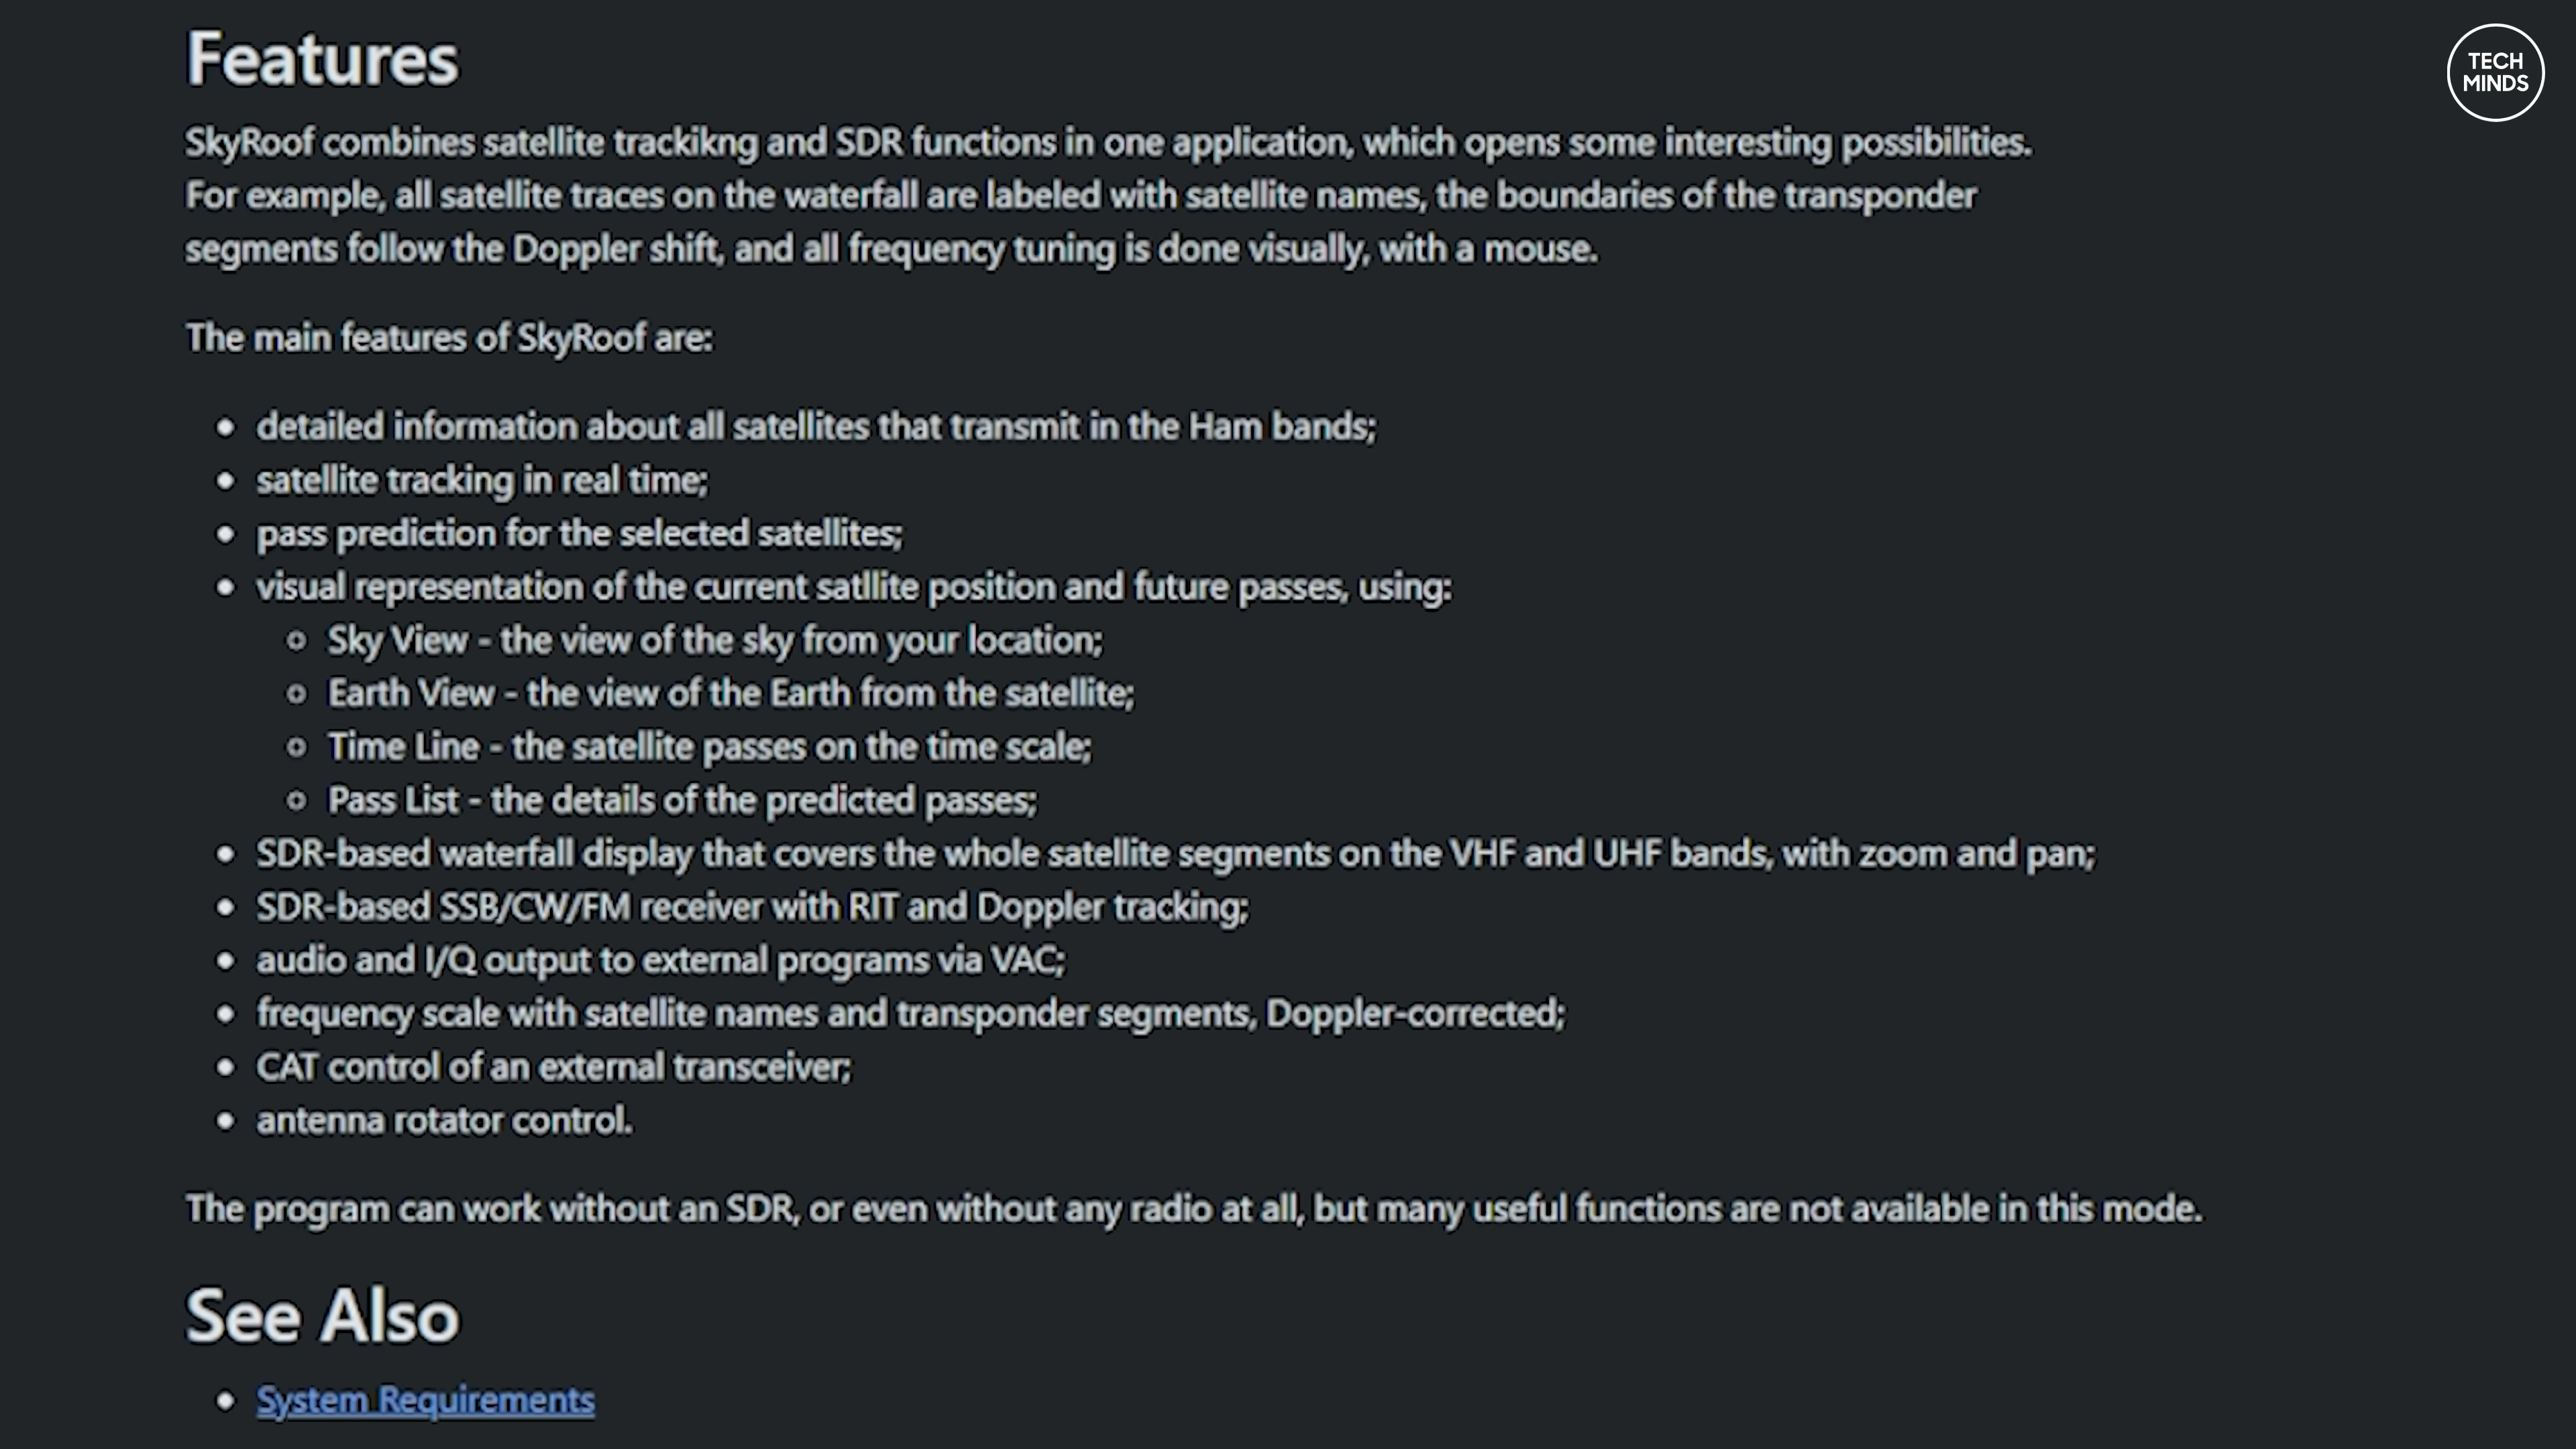 Features
TECH
MINDS
SkyRoof combines satellite trackikng and SDR functions in one application, which opens some interesting possibilities.
For example, all satellite traces on the waterfall are labeled with satellite names, the boundaries of the transponder
segments follow the Doppler shift, and all frequency tuning is done visually, with a mouse.
The main features of SkyRoof are:
• detailed information about all satellites that transmit in the Ham bands;
• satellite tracking in real time;
• pass prediction for the selected satellites;
• visual representation of the current satllite position and future passes, using:
○ Sky View - the view of the sky from your location;
○ Earth View - the view of the Earth from the satellite;
○ Time Line - the satellite passes on the time scale;
○ Pass List - the details of the predicted passes;
• SDR-based waterfall display that covers the whole satellite segments on the VHF and UHF bands, with zoom and pan;
• SDR-based SSB/CW/FM receiver with RIT and Doppler tracking;
• audio and I/Q output to external programs via VAC;
• frequency scale with satellite names and transponder segments, Doppler-corrected;
• CAT control of an external transceiver;
• antenna rotator control.
The program can work without an SDR, or even without any radio at all, but many useful functions are not available in this mode.
See Also
• System Requirements